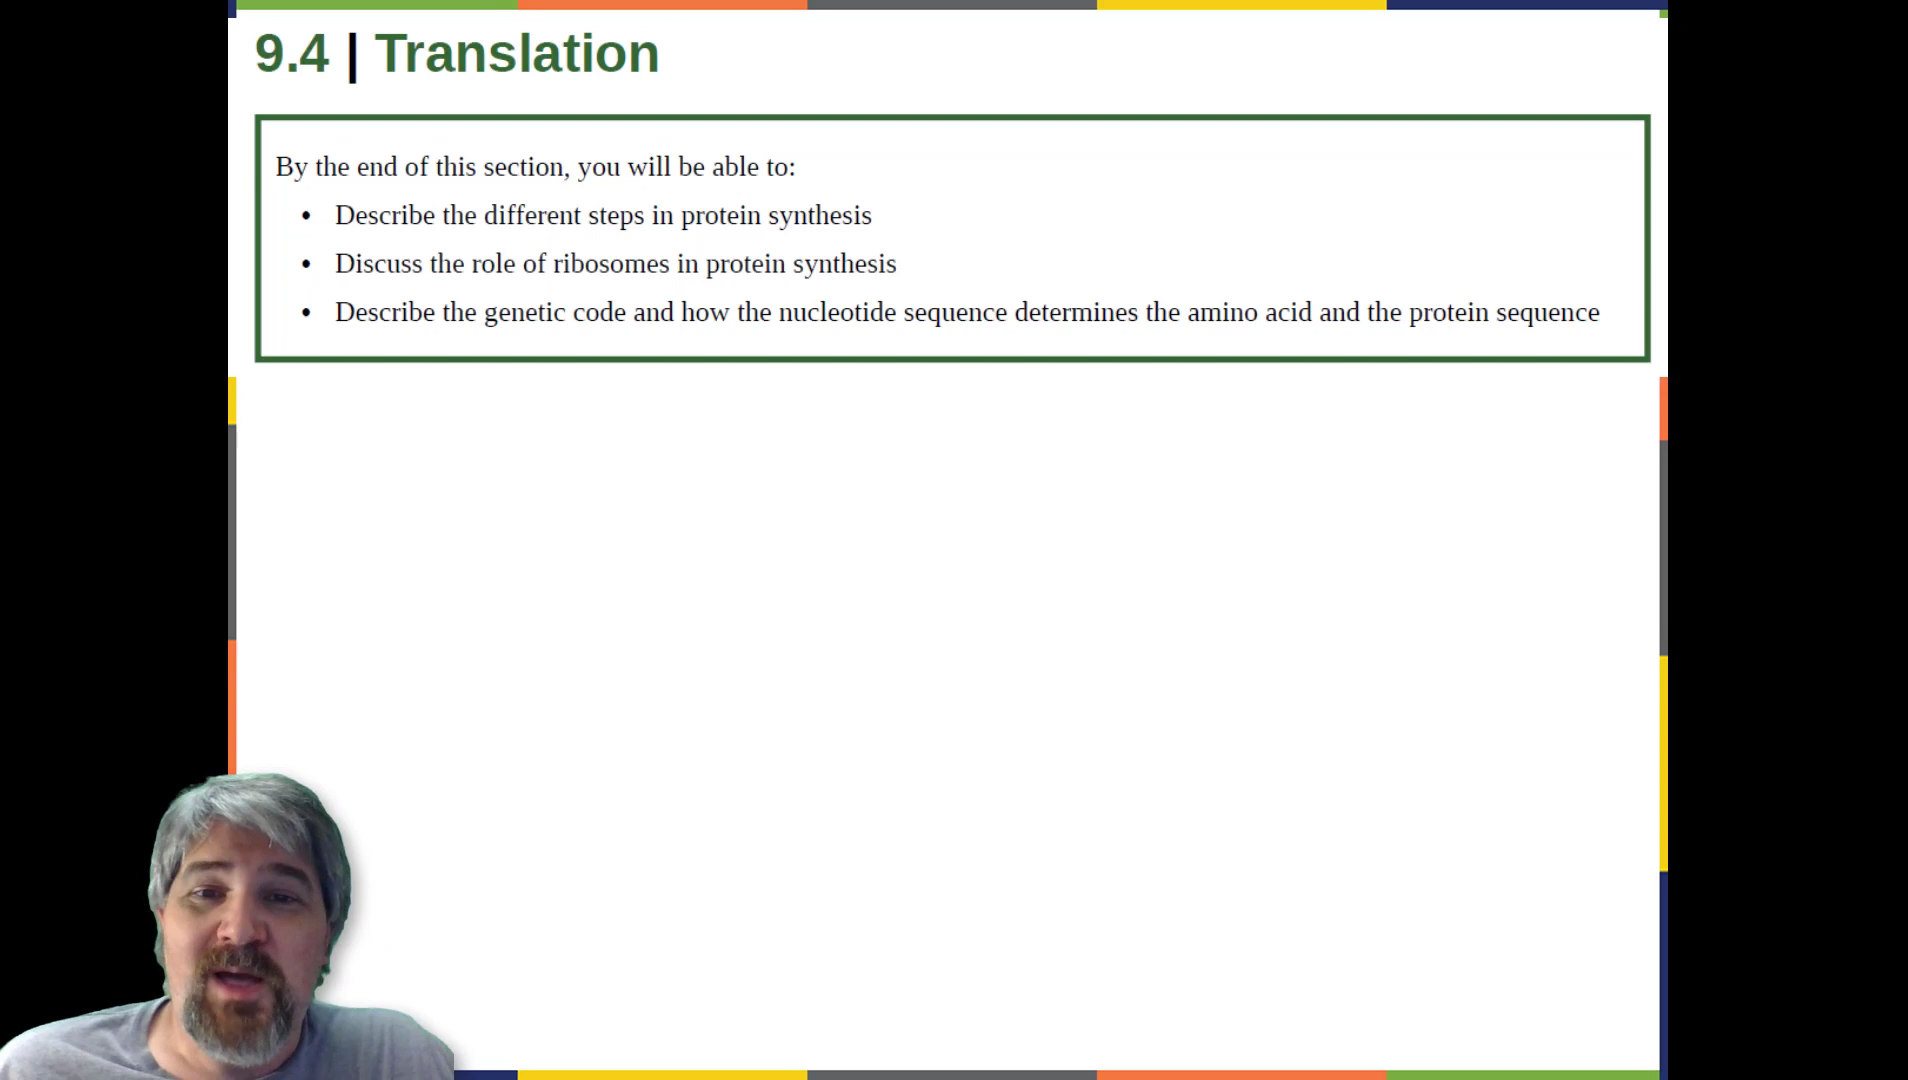 9.4 | Translation
By the end of this section, you will be able to:
• Describe the different steps in protein synthesis
• Discuss the role of ribosomes in protein synthesis
• Describe the genetic code and how the nucleotide sequence determines the amino acid and the protein sequence